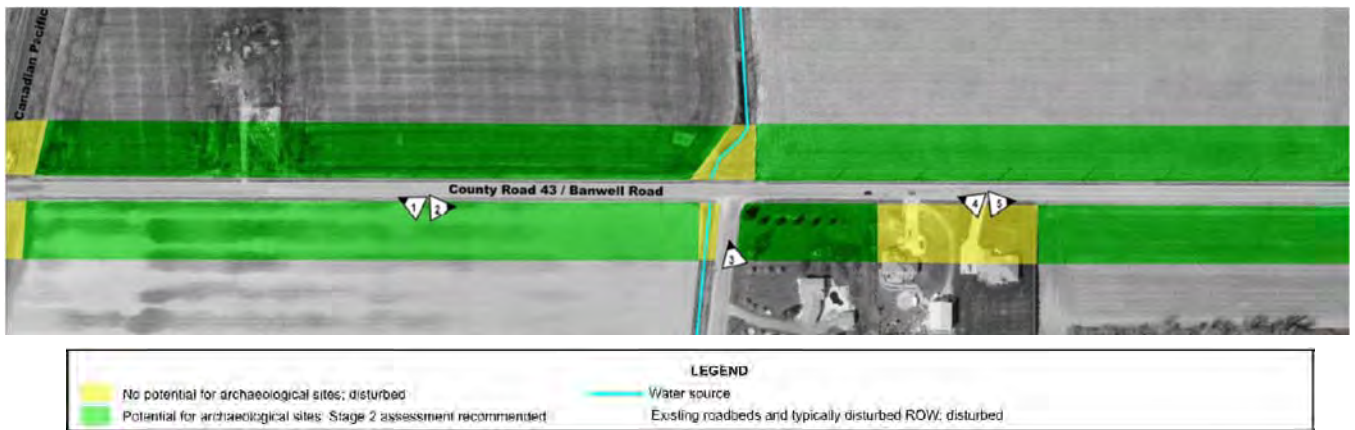 Canadian Pacific
County Road 43 / Banwell Road
1 2
4 5
3
LEGEND
No potential for archaeological sites; disturbed
Water source
Potential for archaeological sites: Stage 2 assessment recommended
Existing roadbeds and typically disturbed ROW: disturbed